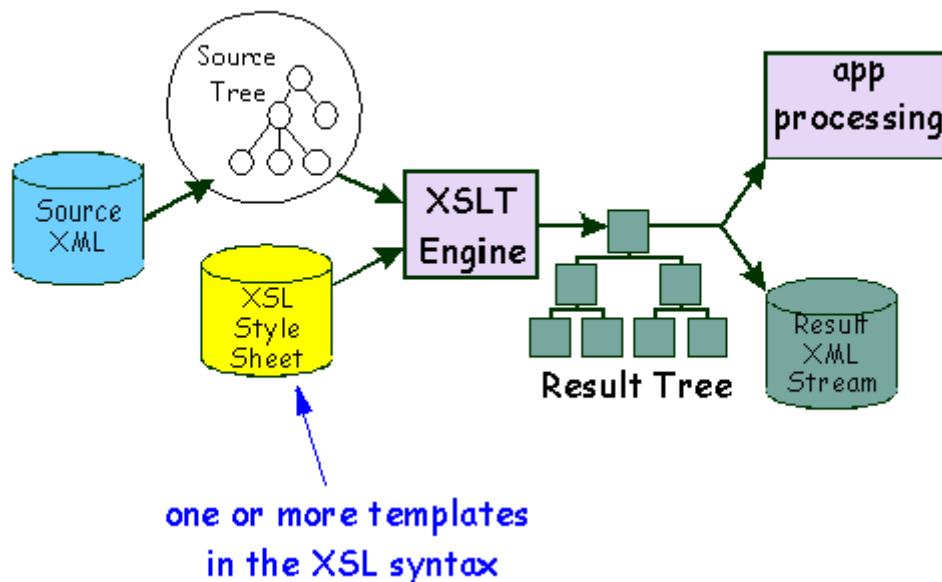 Source
Tree
app
processing
Source
XML
XSLT
Engine
XSL
Style
Sheet
Result
XML
Stream
Result Tree
one or more templates
in the XSL syntax